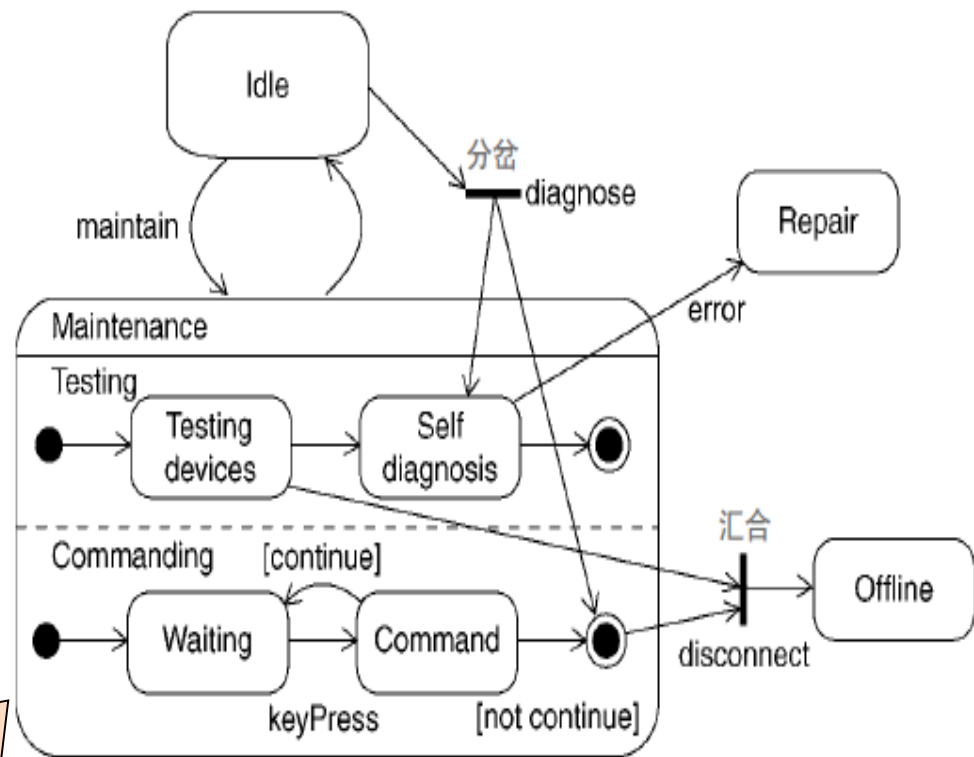 Idle
分岔
diagnose
maintain
Repair
error
Maintenance
Testing
Testing
devices
Self
diagnosis
汇合
Commanding
[continue]
Offline
Waiting
Command
disconnect
keyPress
[not continue]